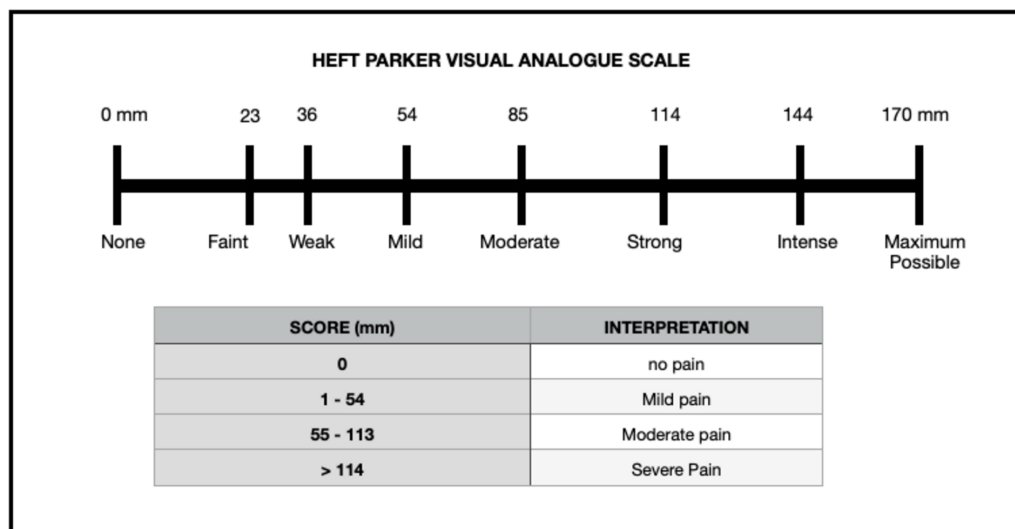 HEFT PARKER VISUAL ANALOGUE SCALE
0 mm 23 36 54 85 114 144 170 mm
None Faint Weak Mild Moderate Strong Intense Maximum
Possible
SCORE (mm) INTERPRETATION
0 no pain
1 - 54 Mild pain
55 - 113 Moderate pain
> 114 Severe Pain